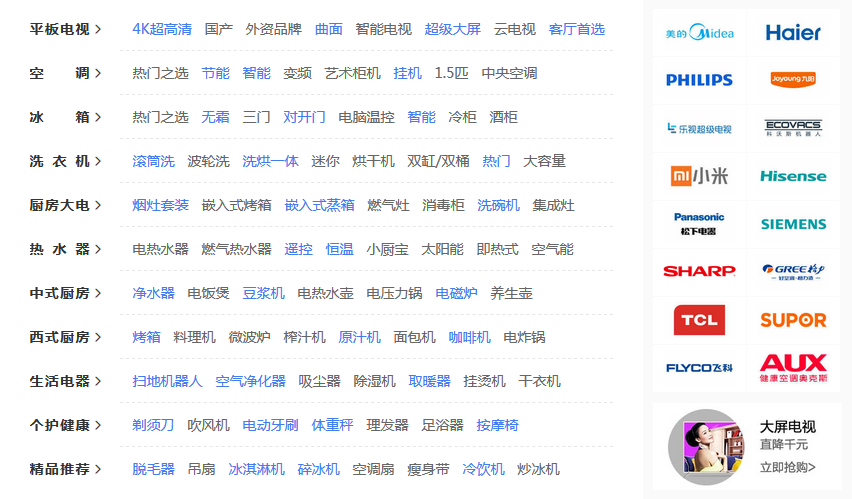 平板电视 > 4K超高清 国产 外资品牌 曲面 智能电视 超级大屏 云电视 客厅首选
空 调 > 热门之选 节能 智能 变频 艺术柜机 挂机 1.5匹 中央空调
冰 箱 > 热门之选 无霜 三门 对开门 电脑温控 智能 冷柜 酒柜
洗 衣 机 > 滚筒洗 波轮洗 洗烘一体 迷你 烘干机 双缸/双桶 热门 大容量
厨房大电 > 烟灶套装 嵌入式烤箱 嵌入式蒸箱 燃气灶 消毒柜 洗碗机 集成灶
热 水 器 > 电热水器 燃气热水器 遥控 恒温 小厨宝 太阳能 即热式 空气能
中式厨房 > 净水器 电饭煲 豆浆机 电热水壶 电压力锅 电磁炉 养生壶
西式厨房 > 烤箱 料理机 微波炉 榨汁机 原汁机 面包机 咖啡机 电炸锅
生活电器 > 扫地机器人 空气净化器 吸尘器 除湿机 取暖器 挂烫机 干衣机
个护健康 > 剃须刀 吹风机 电动牙刷 体重秤 理发器 足浴器 按摩椅
精品推荐 > 脱毛器 吊扇 冰淇淋机 碎冰机 空调扇 瘦身带 冷饮机 炒冰机
美的 Midea Haier
PHILIPS Joyoung九阳
乐视超级电视 ECOVACS
科沃斯机器人
mi 小米 Hisense
Panasonic
松下电器 SIEMENS
SHARP GREE格力
TCL SUPOR
FLYCO飞科 AUX
健康空调奥克斯
大屏电视
直降千元
立即抢购>